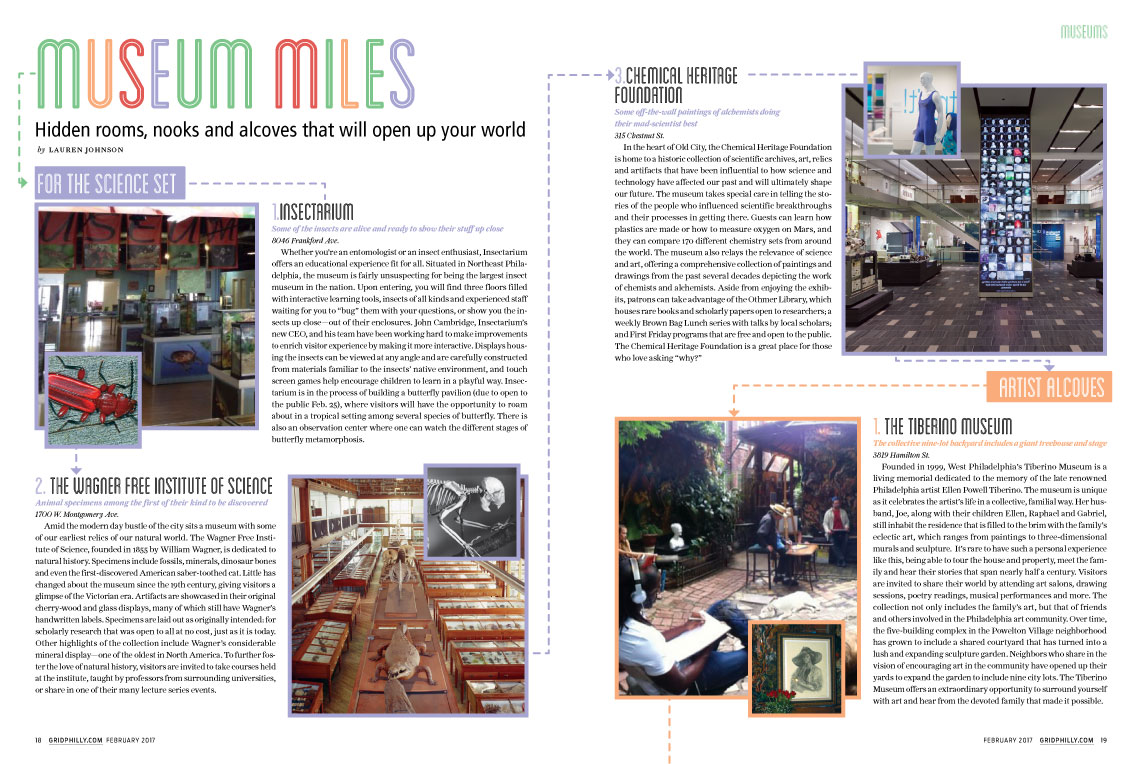 MUSEUM MILES
Hidden rooms, nooks and alcoves that will open up your world
by LAUREN JOHNSON
FOR THE SCIENCE SET
1.INSECTARIUM
Some of the insects are alive and ready to show their stuff up close
8046 Frankford Ave.
Whether you're an entomologist or an insect enthusiast, Insectarium
offers an educational experience fit for all. Situated in Northeast Phila-
delphia, the museum is fairly unsuspecting for being the largest insect
museum in the nation. Upon entering, you will find three floors filled
with interactive learning tools, insects of all kinds and experienced staff
waiting for you to "bug" them with your questions, or show you the in-
sects up close—out of their enclosures. John Cambridge, Insectarium's
new CEO, and his team have been working hard to make improvements
to enrich visitor experience by making it more interactive. Displays hous-
ing the insects can be viewed at any angle and are carefully constructed
from materials familiar to the insects' native environment, and touch
screen games help encourage children to learn in a playful way. Insec-
tarium is in the process of building a butterfly pavilion (due to open to
the public Feb. 25), where visitors will have the opportunity to roam
about in a tropical setting among several species of butterfly. There is
also an observation center where one can watch the different stages of
butterfly metamorphosis.
2. THE WAGNER FREE INSTITUTE OF SCIENCE
Animal specimens among the first of their kind to be discovered
1700 W. Montgomery Ave.
Amid the modern day bustle of the city sits a museum with some
of our earliest relics of our natural world. The Wagner Free Insti-
tute of Science, founded in 1855 by William Wagner, is dedicated to
natural history. Specimens include fossils, minerals, dinosaur bones
and even the first-discovered American saber-toothed cat. Little has
changed about the museum since the 19th century, giving visitors a
glimpse of the Victorian era. Artifacts are showcased in their original
cherry-wood and glass displays, many of which still have Wagner's
handwritten labels. Specimens are laid out as originally intended: for
scholarly research that was open to all at no cost, just as it is today.
Other highlights of the collection include Wagner's considerable
mineral display—one of the oldest in North America. To further fos-
ter the love of natural history, visitors are invited to take courses held
at the institute, taught by professors from surrounding universities,
or share in one of their many lecture series events.
18 GRIDPHILLY.COM FEBRUARY 2017
MUSEUMS
3.CHEMICAL HERITAGE
FOUNDATION
Some off-the-wall paintings of alchemists doing
their mad-scientist best
315 Chestnut St.
In the heart of Old City, the Chemical Heritage Foundation
is home to a historic collection of scientific archives, art, relics
and artifacts that have been influential to how science and
technology have affected our past and will ultimately shape
our future. The museum takes special care in telling the sto-
ries of the people who influenced scientific breakthroughs
and their processes in getting there. Guests can learn how
plastics are made or how to measure oxygen on Mars, and
they can compare 170 different chemistry sets from around
the world. The museum also relays the relevance of science
and art, offering a comprehensive collection of paintings and
drawings from the past several decades depicting the work
of chemists and alchemists. Aside from enjoying the exhib-
its, patrons can take advantage of the Othmer Library, which
houses rare books and scholarly papers open to researchers; a
weekly Brown Bag Lunch series with talks by local scholars;
and First Friday programs that are free and open to the public.
The Chemical Heritage Foundation is a great place for those
who love asking "why?"
ARTIST ALCOVES
1. THE TIBERINO MUSEUM
The collective nine-lot backyard includes a giant treehouse and stage
3819 Hamilton St.
Founded in 1999, West Philadelphia's Tiberino Museum is a
living memorial dedicated to the memory of the late renowned
Philadelphia artist Ellen Powell Tiberino. The museum is unique
as it celebrates the artist's life in a collective, familial way. Her hus-
band, Joe, along with their children Ellen, Raphael and Gabriel,
still inhabit the residence that is filled to the brim with the family's
eclectic art, which ranges from paintings to three-dimensional
murals and sculpture. It's rare to have such a personal experience
like this, being able to tour the house and property, meet the fam-
ily and hear their stories that span nearly half a century. Visitors
are invited to share their world by attending art salons, drawing
sessions, poetry readings, musical performances and more. The
collection not only includes the family's art, but that of friends
and others involved in the Philadelphia art community. Over time,
the five-building complex in the Powelton Village neighborhood
has grown to include a shared courtyard that has turned into a
lush and expanding sculpture garden. Neighbors who share in the
vision of encouraging art in the community have opened up their
yards to expand the garden to include nine city lots. The Tiberino
Museum offers an extraordinary opportunity to surround yourself
with art and hear from the devoted family that made it possible.
FEBRUARY 2017 GRIDPHILLY.COM 19